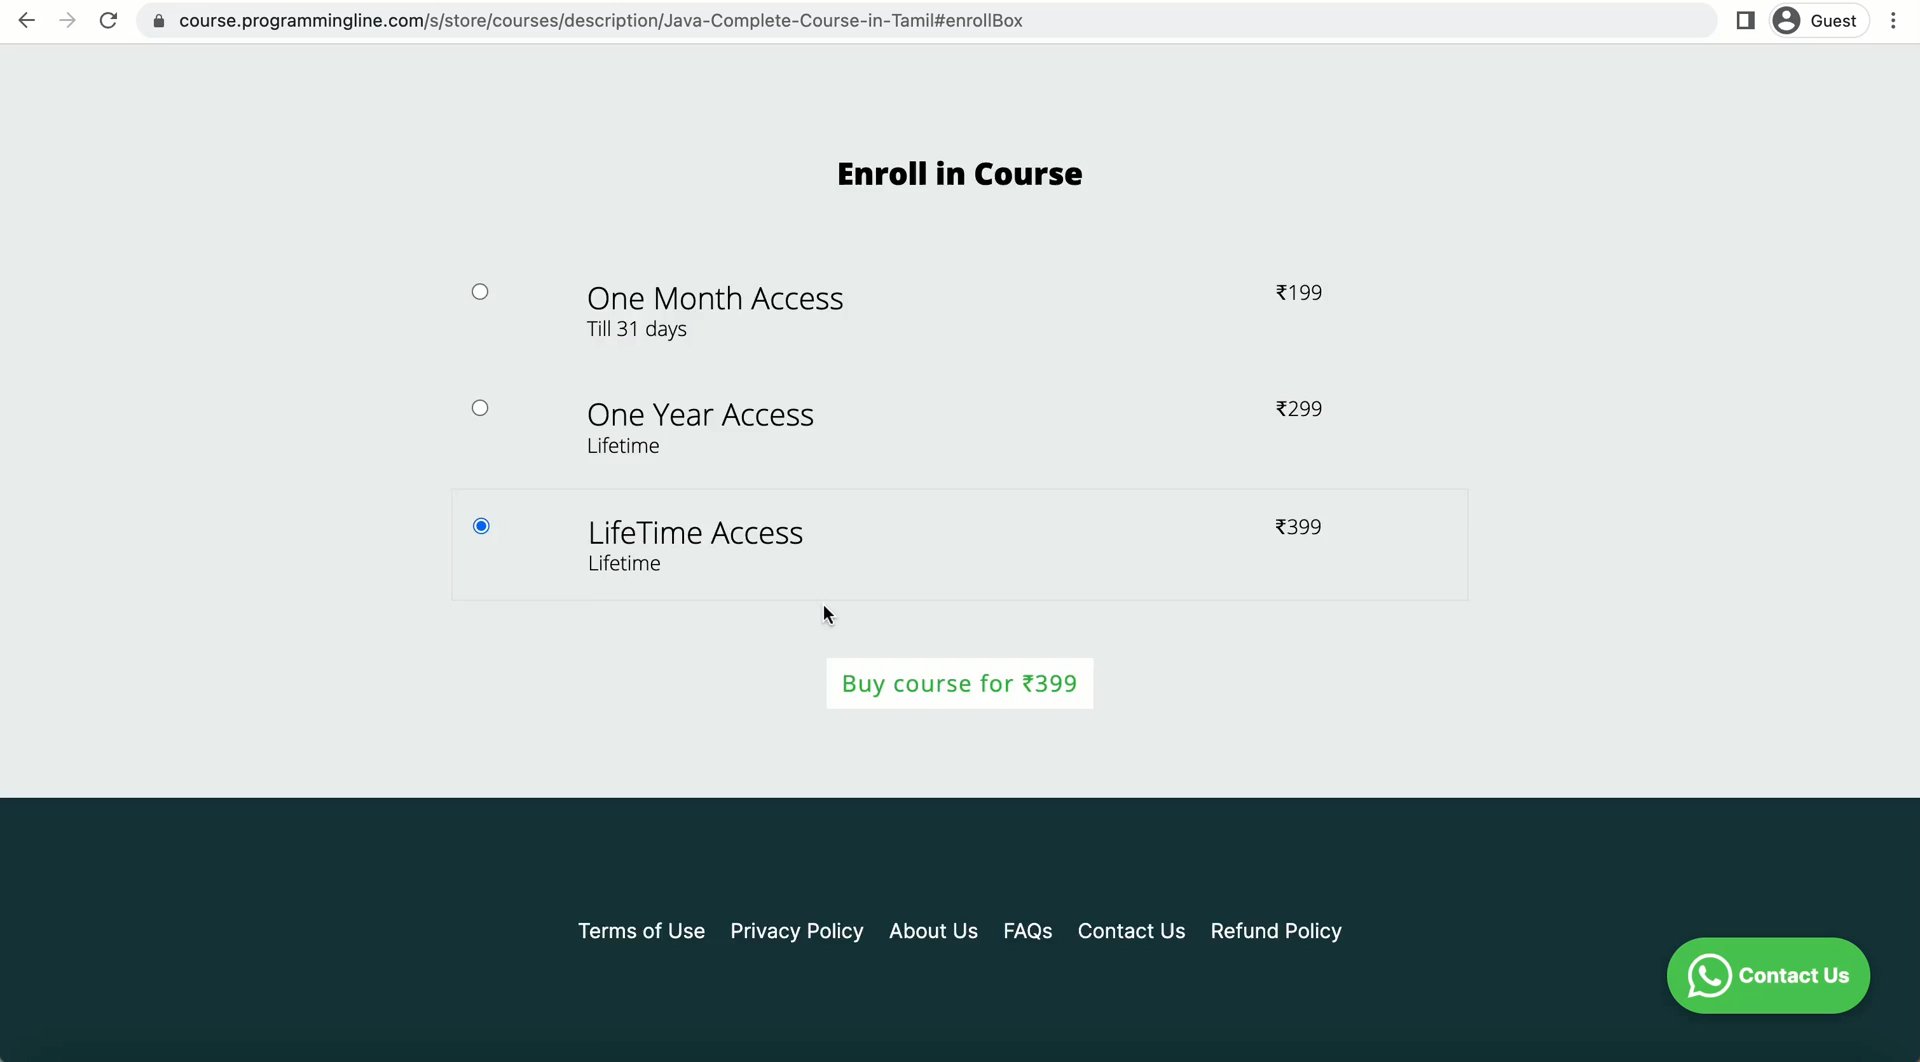 course.programmingline.com/s/store/courses/description/Java-Complete-Course-in-Tamil#enrollBox
Guest
Enroll in Course
One Month Access
₹199
Till 31 days
One Year Access
₹299
Lifetime
LifeTime Access
₹399
Lifetime
Buy course for ₹399
Terms of Use Privacy Policy About Us FAQs Contact Us Refund Policy
Contact Us